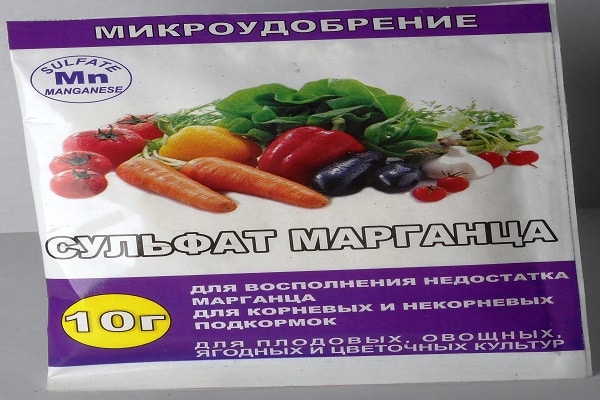 МИКРОУДОБРЕНИЕ
SULFATE
Mn
MANGANESE
СУЛЬФАТ МАРГАНЦА
10г
ДЛЯ ВОСПОЛНЕНИЯ НЕДОСТАТКА
МАРГАНЦА
ДЛЯ КОРНЕВЫХ И НЕКОРНЕВЫХ
ПОДКОРМОК
ДЛЯ ПЛОДОВЫХ, ОВОЩНЫХ,
ЯГОДНЫХ И ЦВЕТОЧНЫХ КУЛЬТУР